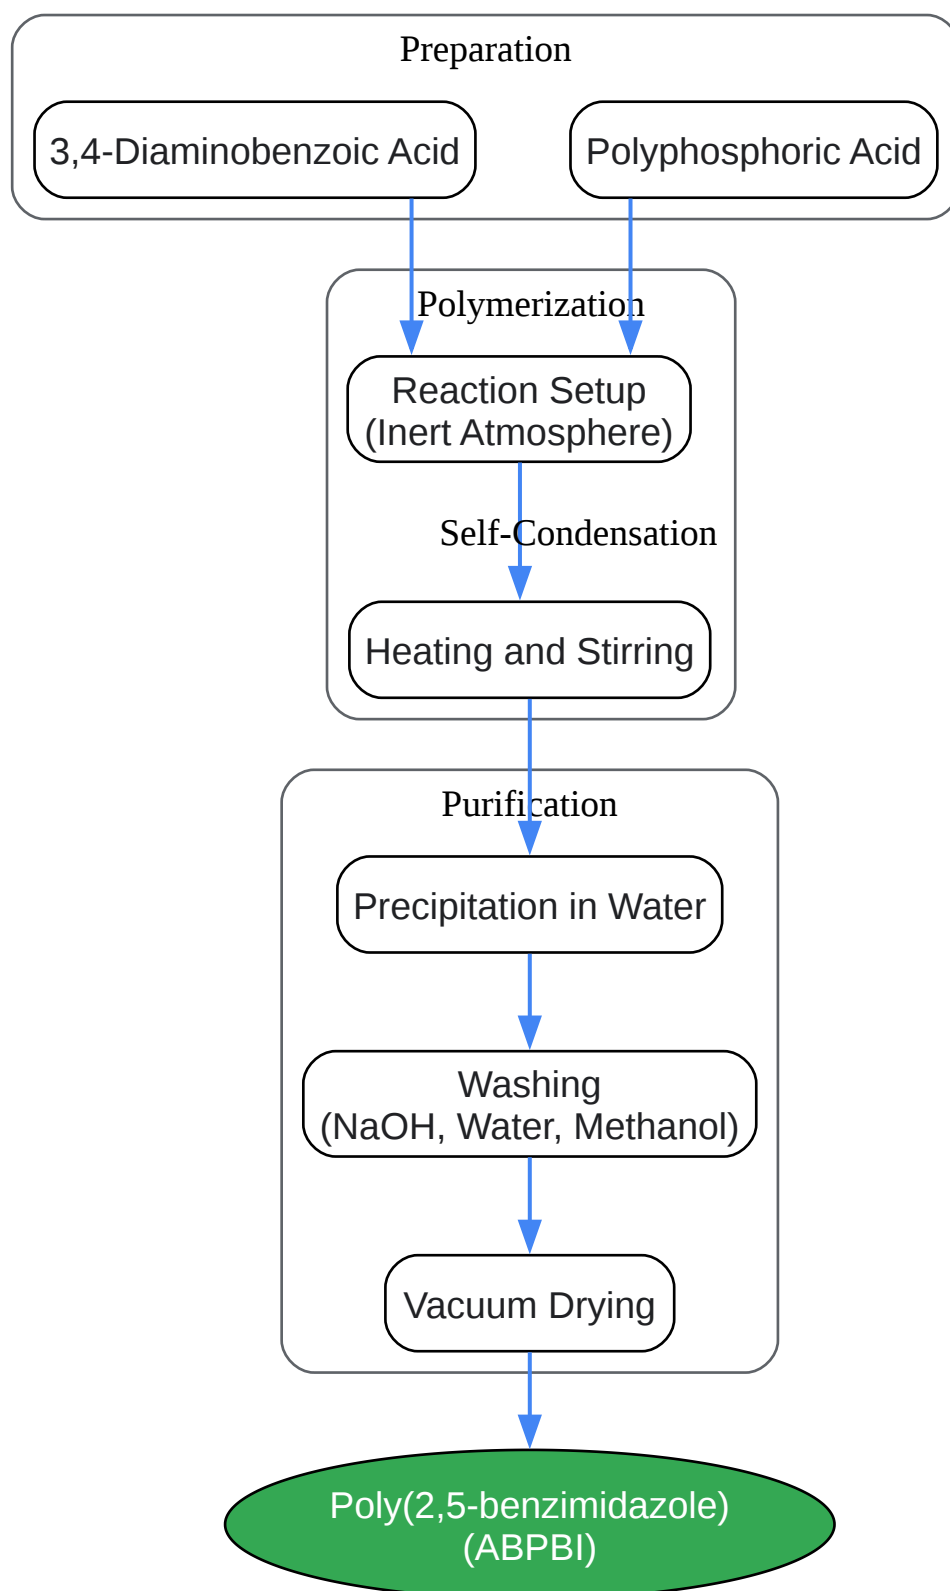 Preparation
3,4-Diaminobenzoic Acid
Polyphosphoric Acid
Polymerization
Reaction Setup
(Inert Atmosphere)
Self-Condensation
Heating and Stirring
Purification
Precipitation in Water
Washing
(NaOH, Water, Methanol)
Vacuum Drying
Poly(2,5-benzimidazole)
(ABPBI)